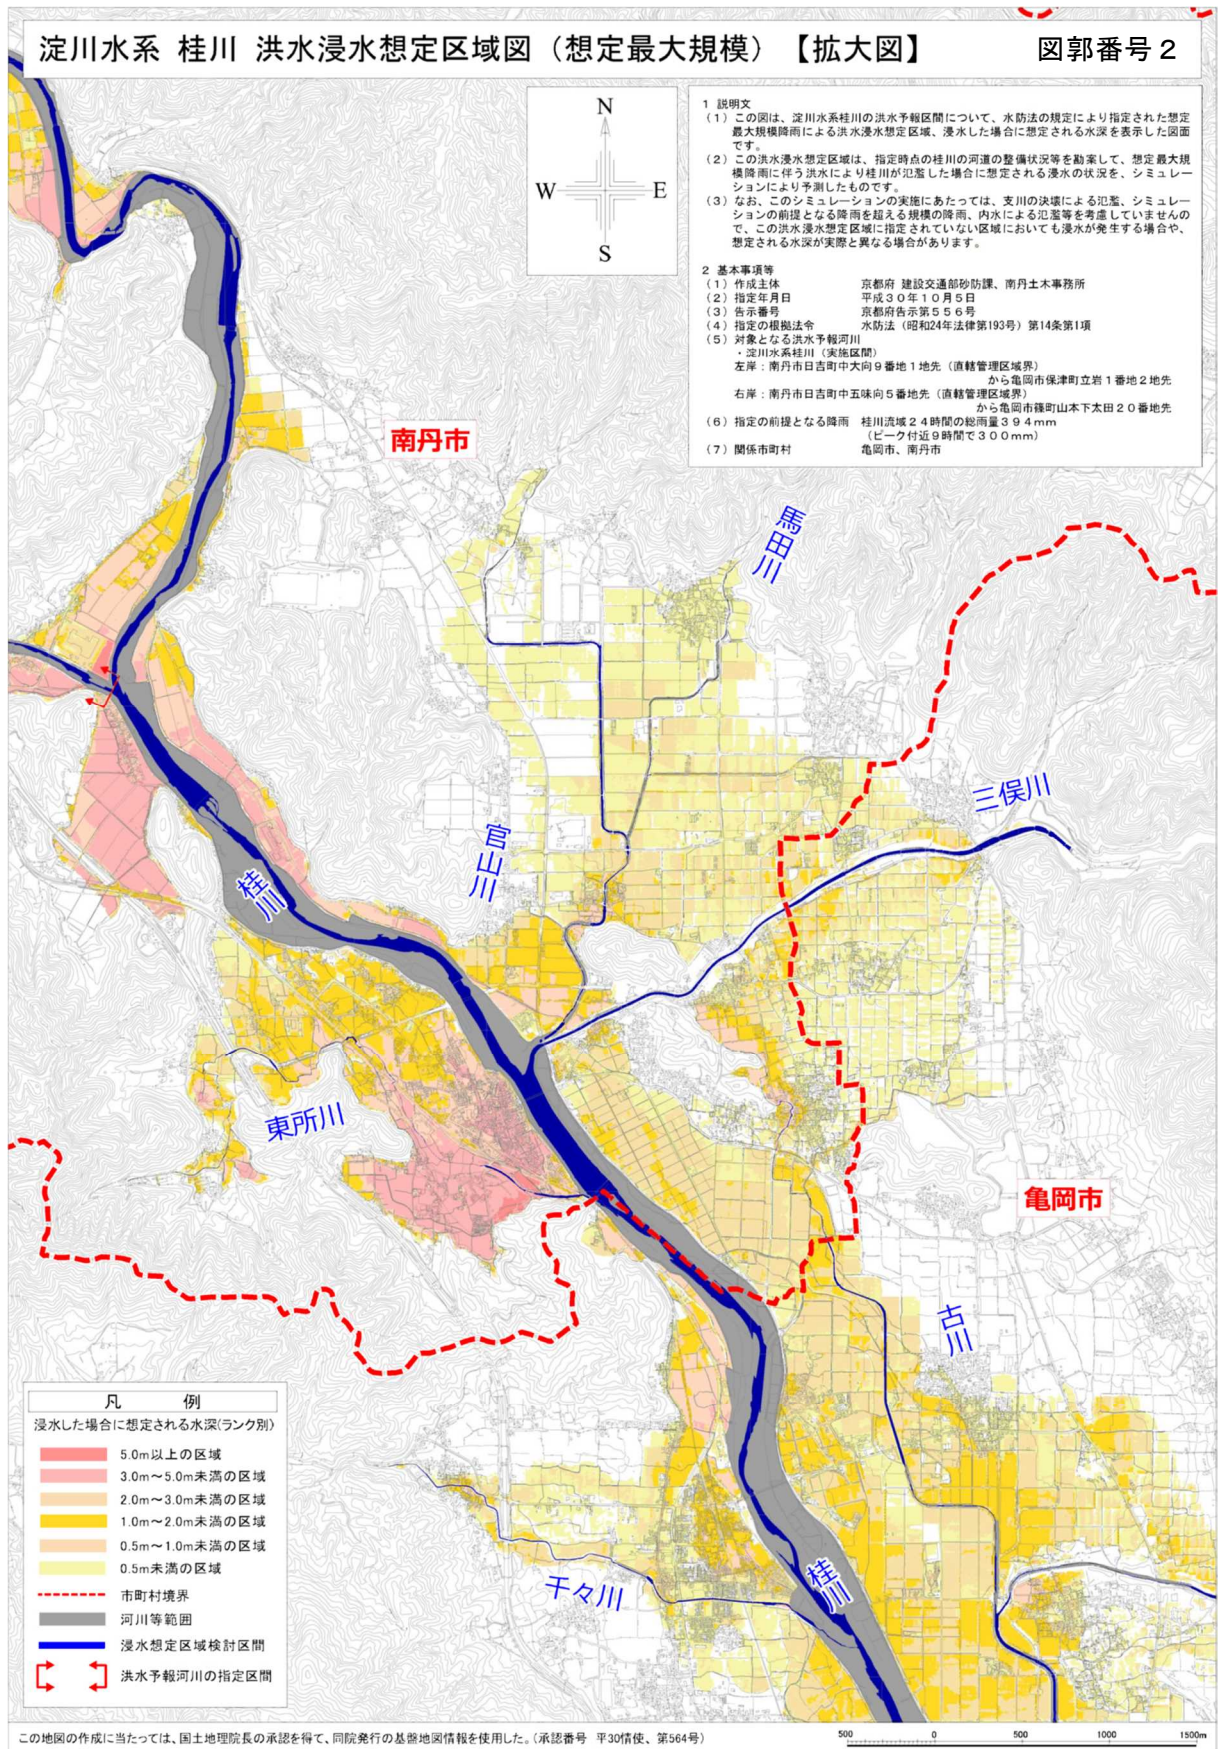 淀川水系 桂川 洪水浸水想定区域図（想定最大規模）【拡大図】 図郭番号２
N
W E
S
1 説明文
（1）この図は、淀川水系桂川の洪水予報区間について、水防法の規定により指定された想定
最大規模降雨による洪水浸水想定区域、浸水した場合に想定される水深を表示した図面
です。
（2）この洪水浸水想定区域は、指定時点の桂川の河道の整備状況等を勘案して、想定最大規
模降雨に伴う洪水により桂川が氾濫した場合に想定される浸水の状況を、シミュレー
ションにより予測したものです。
（3）なお、このシミュレーションの実施にあたっては、支川の決壊による氾濫、シミュレー
ションの前提となる降雨を超える規模の降雨、内水による氾濫等を考慮していませんの
で、この洪水浸水想定区域に指定されていない区域においても浸水が発生する場合や、
想定される水深が実際と異なる場合があります。
2 基本事項等
（1）作成主体 京都府 建設交通部砂防課、南丹土木事務所
（2）指定年月日 平成３０年１０月５日
（3）告示番号 京都府告示第５５６号
（4）指定の根拠法令 水防法（昭和24年法律第193号）第14条第1項
（5）対象となる洪水予報河川
・淀川水系桂川（実施区間）
左岸：南丹市日吉町中大向９番地１地先（直轄管理区域界）
から亀岡市保津町立岩１番地２地先
右岸：南丹市日吉町中五味向５番地先（直轄管理区域界）
から亀岡市篠町山本下太田２０番地先
（6）指定の前提となる降雨 桂川流域２４時間の総雨量３９４mm
（ピーク付近９時間で３００mm）
（7）関係市町村 亀岡市、南丹市
南丹市
馬田川
三俣川
官山川
桂川
東所川
亀岡市
古川
千々川
桂川
凡 例
浸水した場合に想定される水深(ランク別)
5.0m以上の区域
3.0m～5.0m未満の区域
2.0m～3.0m未満の区域
1.0m～2.0m未満の区域
0.5m～1.0m未満の区域
0.5m未満の区域
市町村境界
河川等範囲
浸水想定区域検討区間
洪水予報河川の指定区間
この地図の作成に当たっては、国土地理院長の承認を得て、同院発行の基盤地図情報を使用した。（承認番号 平30情使、第564号）
500 0 500 1000 1500m